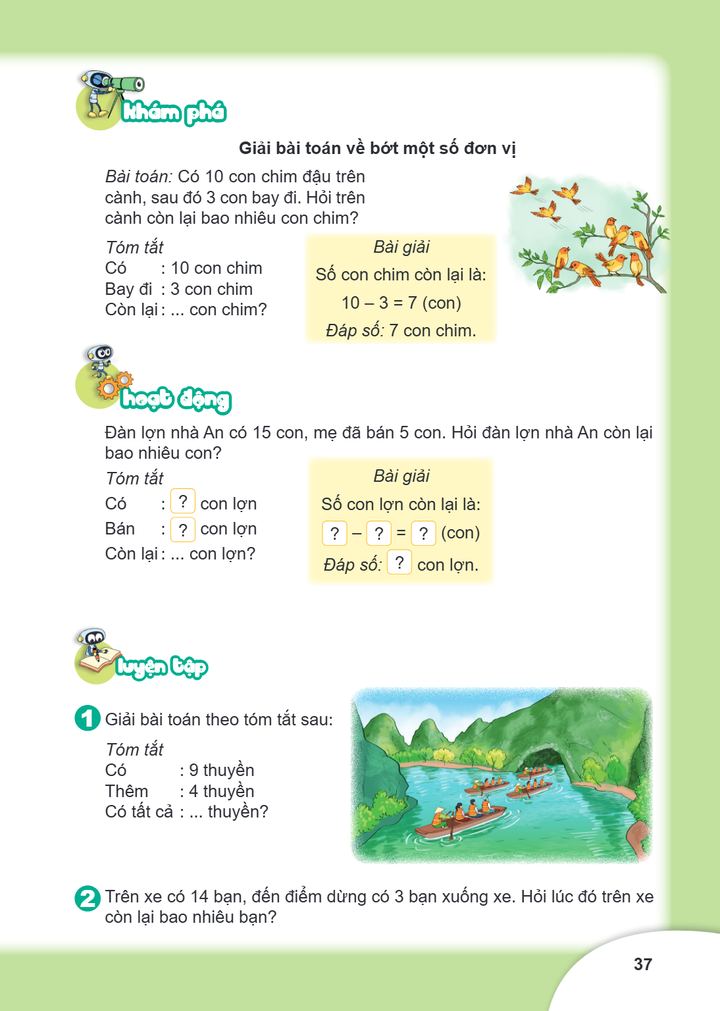 khám phá
Giải bài toán về bớt một số đơn vị
Bài toán: Có 10 con chim đậu trên
cành, sau đó 3 con bay đi. Hỏi trên
cành còn lại bao nhiêu con chim?
Tóm tắt
Có : 10 con chim
Bay đi : 3 con chim
Còn lại : ... con chim?
Bài giải
Số con chim còn lại là:
10 – 3 = 7 (con)
Đáp số: 7 con chim.
hoạt động
Đàn lợn nhà An có 15 con, mẹ đã bán 5 con. Hỏi đàn lợn nhà An còn lại
bao nhiêu con?
Tóm tắt
Có : ? con lợn
Bán : ? con lợn
Còn lại : ... con lợn?
Bài giải
Số con lợn còn lại là:
? – ? = ? (con)
Đáp số: ? con lợn.
luyện tập
1 Giải bài toán theo tóm tắt sau:
Tóm tắt
Có : 9 thuyền
Thêm : 4 thuyền
Có tất cả : ... thuyền?
2 Trên xe có 14 bạn, đến điểm dừng có 3 bạn xuống xe. Hỏi lúc đó trên xe
còn lại bao nhiêu bạn?
37